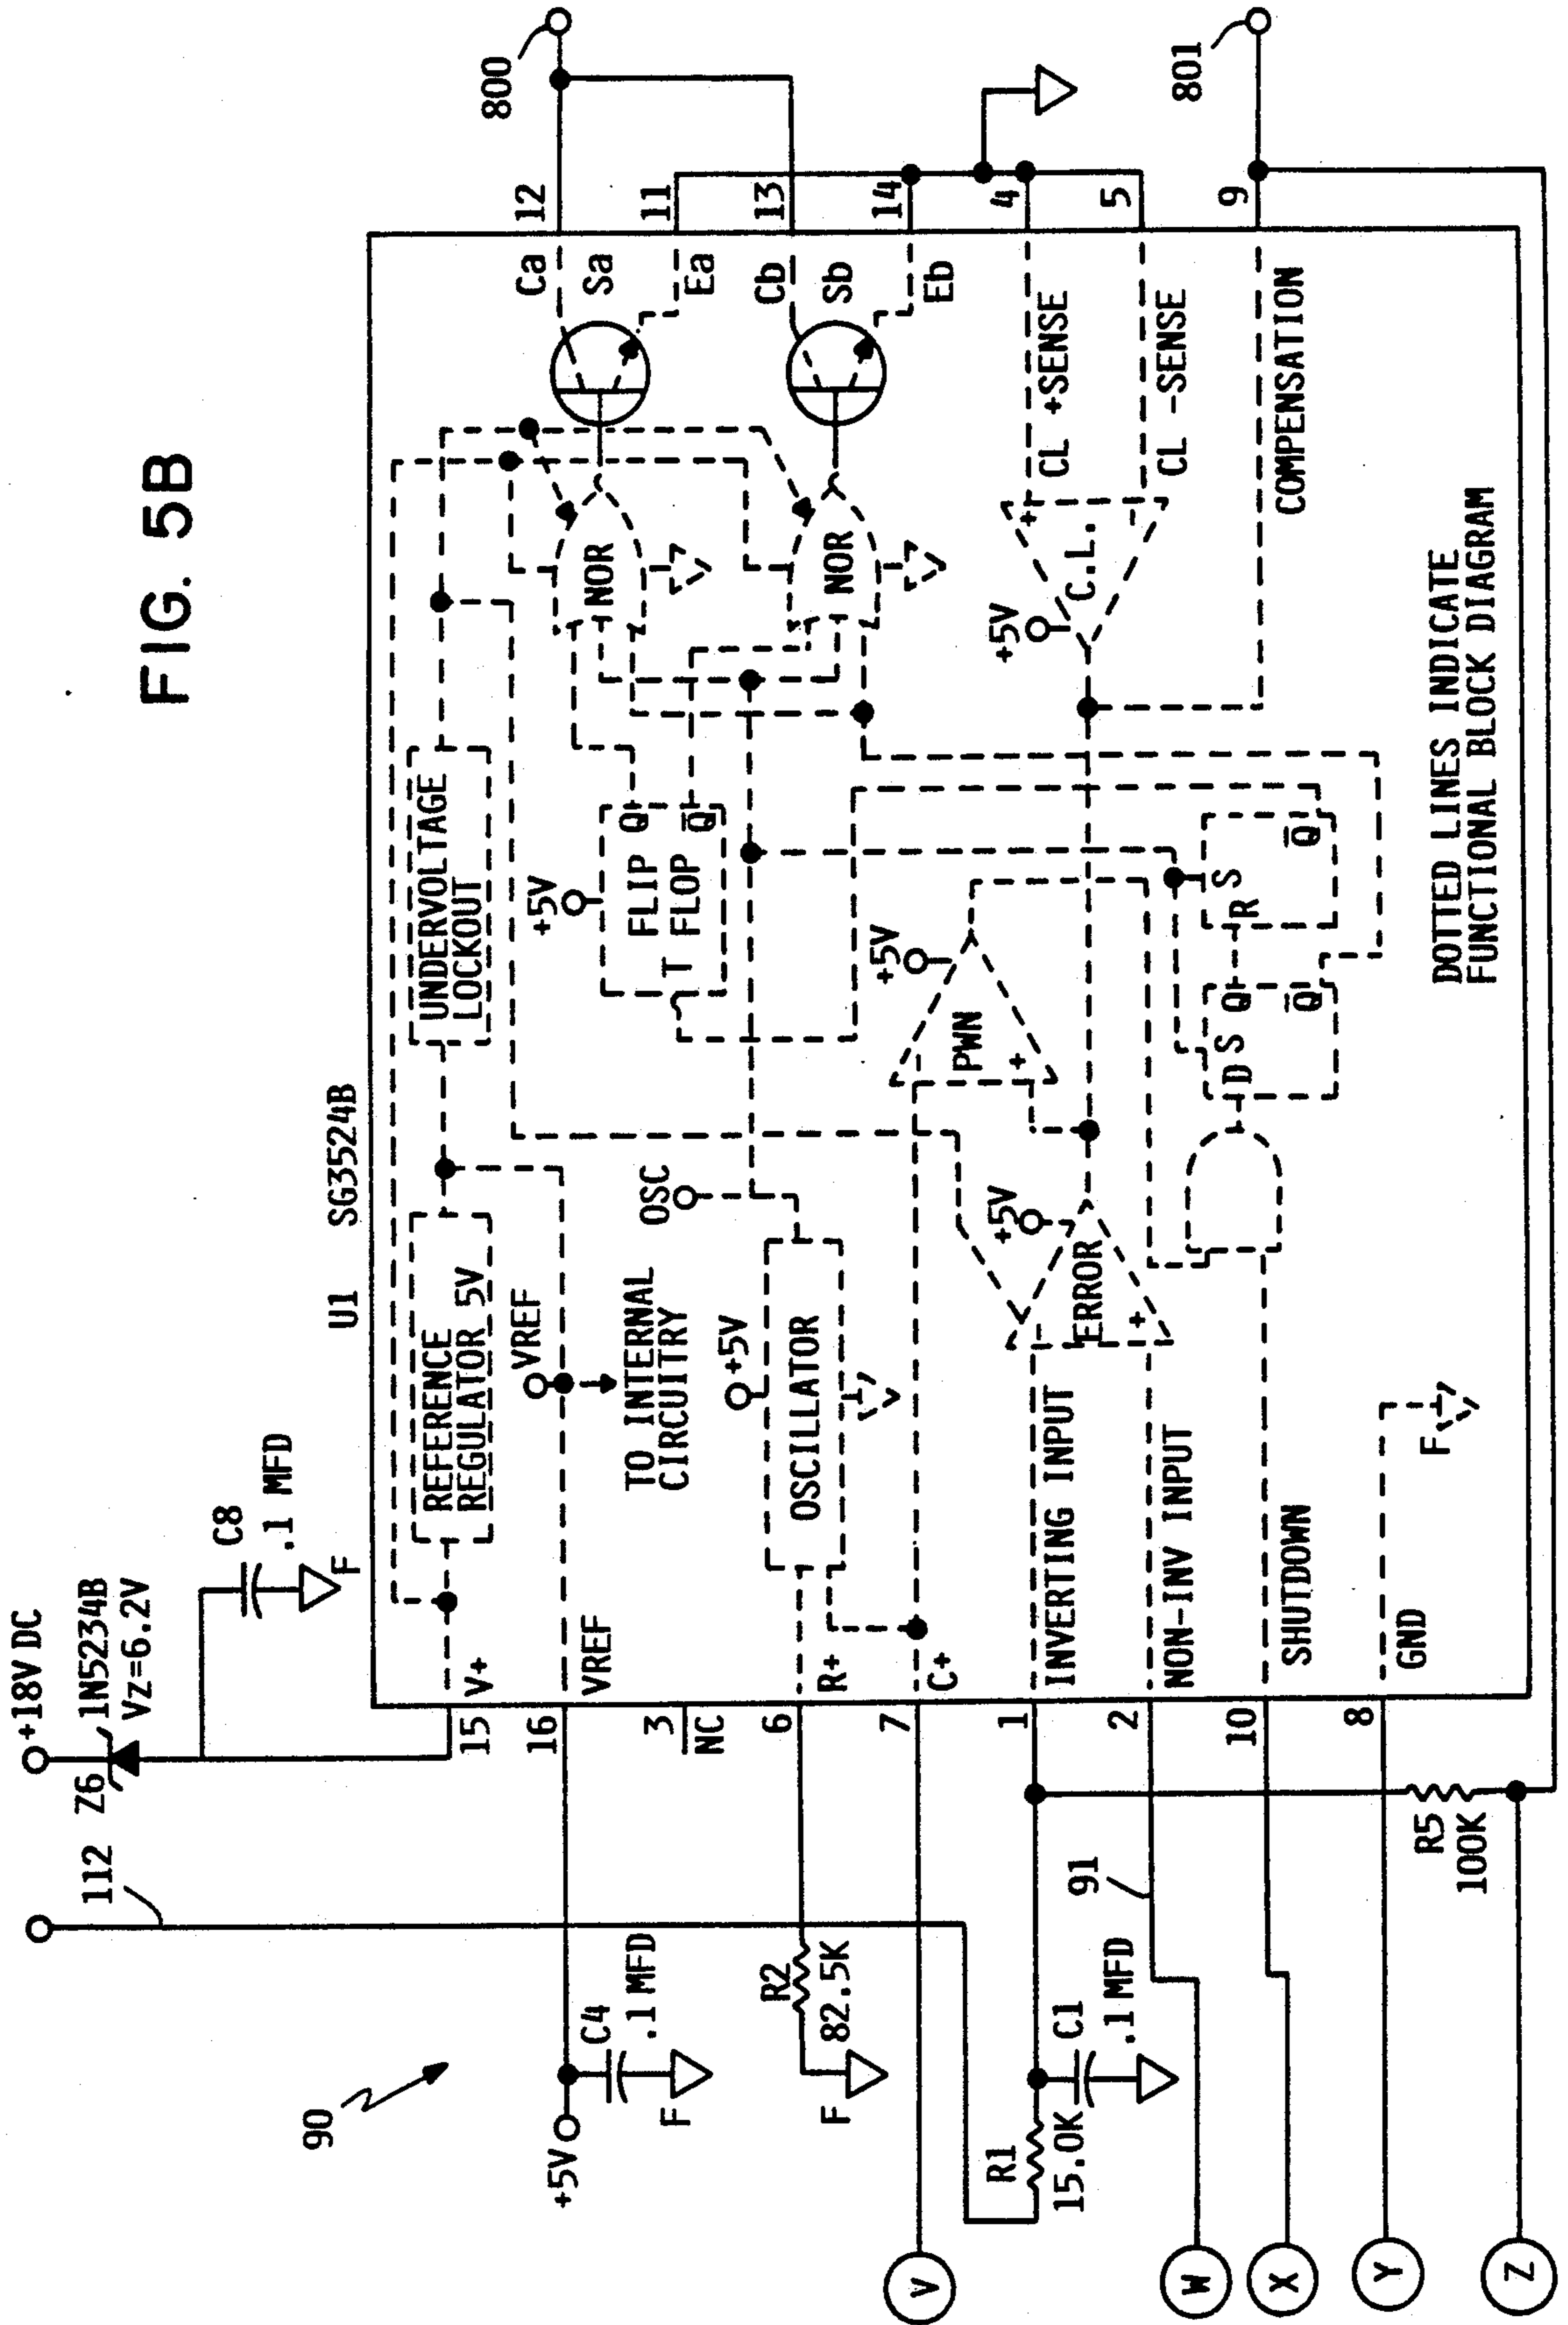 FIG. 5B
+18V DC
112
Z6
1N5234B
Vz=6.2V
C8
.1 MFD
F
U1
SG3524B
90
+5V
C4
.1 MFD
F
R2
82.5K
F
R1
15.0K
C1
.1 MFD
91
R5
100K
V
W
X
Y
Z
15
16
3
NC
6
7
1
2
10
8
V+
VREF
R+
C+
INVERTING INPUT
NON-INV INPUT
SHUTDOWN
GND
F
REFERENCE
REGULATOR 5V
UNDERVOLTAGE
LOCKOUT
VREF
TO INTERNAL
CIRCUITRY
OSC
+5V
OSCILLATOR
+5V
FLIP
T FLOP
Q
Q̅
NOR
NOR
+5V
PWN
+
+5V
ERROR
-
+
+5V
C.L.
+
-
D
S
Q
Q̅
R
S
Q̅
Ca
Sa
Ea
Cb
Sb
Eb
CL +SENSE
CL -SENSE
COMPENSATION
12
11
13
14
4
5
9
800
801
DOTTED LINES INDICATE
FUNCTIONAL BLOCK DIAGRAM